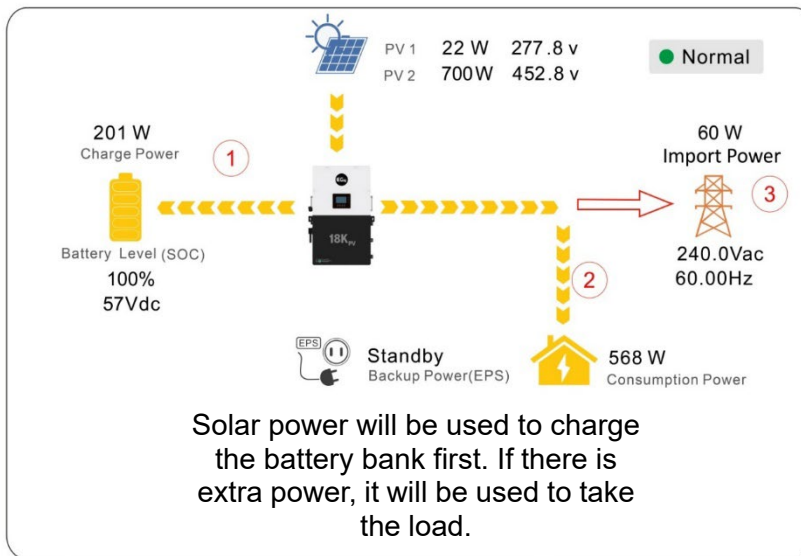 PV 1 22 W 277.8 v
PV 2 700W 452.8 v
Normal
201 W
Charge Power
1
60 W
Import Power
3
18K PV
Battery Level (SOC)
100%
57Vdc
240.0Vac
60.00Hz
2
EPS
Standby
Backup Power(EPS)
568 W
Consumption Power
Solar power will be used to charge
the battery bank first. If there is
extra power, it will be used to take
the load.